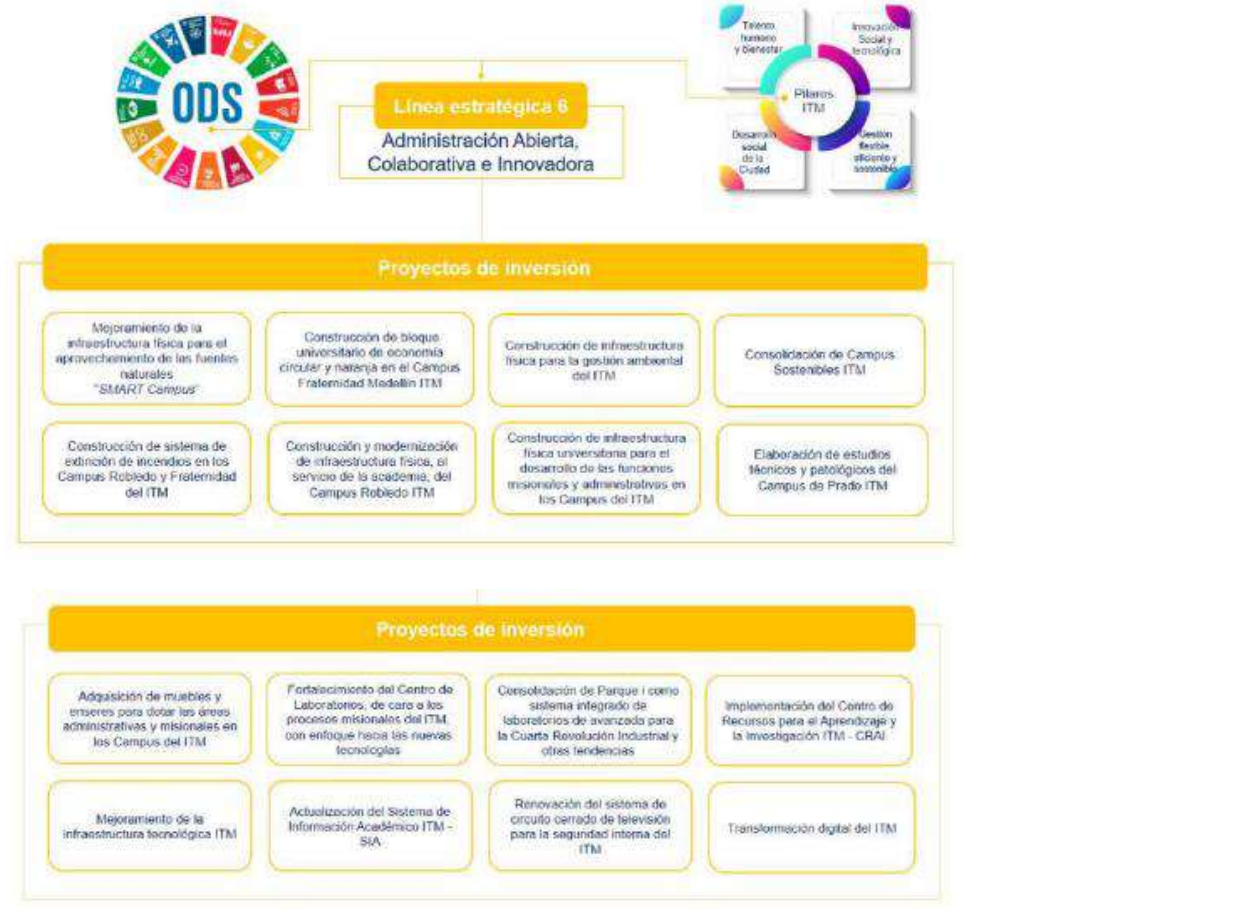 ODS
Línea estratégica 6
Administración Abierta,
Colaborativa e Innovadora
Talento
humano
y bienestar
Innovación
Social y
tecnológica
Pilares
ITM
Desarrollo
social
de la
Ciudad
Gestión
flexible,
eficiente y
sostenible
Proyectos de inversión
Mejoramiento de la
infraestructura física para el
aprovechamiento de las fuentes
naturales
"SMART Campus"
Construcción de bloque
universitario de economía
circular y naranja en el Campus
Fraternidad Medellín ITM
Construcción de infraestructura
física para la gestión ambiental
del ITM
Consolidación de Campus
Sostenibles ITM
Construcción de sistema de
extinción de incendios en los
Campus Robledo y Fraternidad
del ITM
Construcción y modernización
de infraestructura física, al
servicio de la academia, del
Campus Robledo ITM
Construcción de infraestructura
física universitaria para el
desarrollo de las funciones
misionales y administrativas en
los Campus del ITM
Elaboración de estudios
técnicos y patológicos del
Campus de Prado ITM
Proyectos de inversión
Adquisición de muebles y
enseres para dotar las áreas
administrativas y misionales en
los Campus del ITM
Fortalecimiento del Centro de
Laboratorios, de cara a los
procesos misionales del ITM,
con enfoque hacia las nuevas
tecnologías
Consolidación de Parque i como
sistema integrado de
laboratorios de avanzada para
la Cuarta Revolución Industrial y
otras tendencias
Implementación del Centro de
Recursos para el Aprendizaje y
la Investigación ITM - CRAI
Mejoramiento de la
infraestructura tecnológica ITM
Actualización del Sistema de
Información Académico ITM -
SIA
Renovación del sistema de
circuito cerrado de televisión
para la seguridad interna del
ITM
Transformación digital del ITM